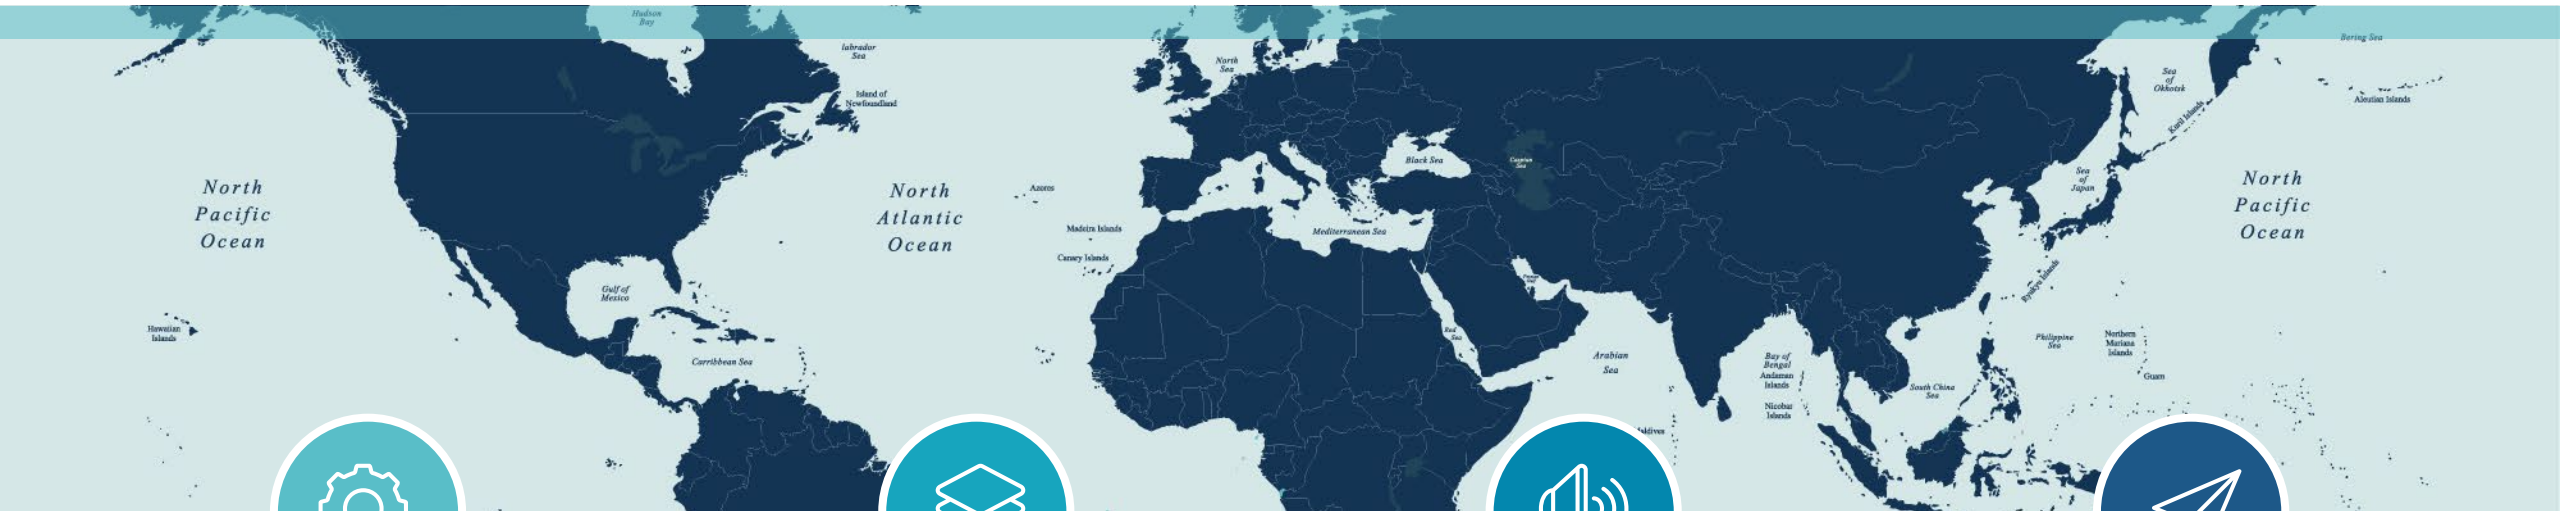 Hudson
Bay
labrador
Sea
Island of
Newfoundland
North
Sea
Black Sea
Caspian
Sea
Sea
of
Okhotsk
Bering Sea
Aleutian Islands
Kuril Islands
Sea
of
Japan
North
Pacific
Ocean
North
Atlantic
Ocean
Azores
Madeira Islands
Canary Islands
Mediterranean Sea
North
Pacific
Ocean
Gulf of
Mexico
Hawaiian
Islands
Carribbean Sea
Red
Sea
Arabian
Sea
Bay of
Bengal
Andaman
Islands
Nicobar
Islands
South China
Sea
Ryukyu Islands
Philippine
Sea
Northern
Mariana
Islands
Guam